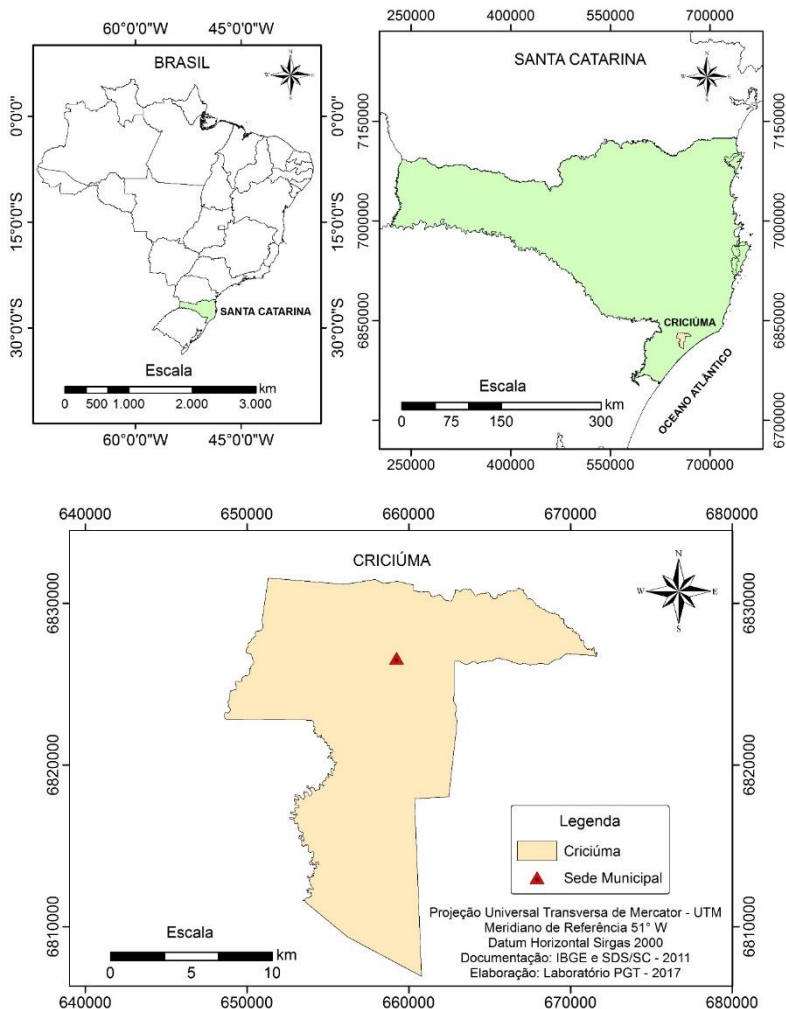 60°0'0"W 45°0'0"W
BRASIL
N
W E
S
0°0'0"
0°0'0"
15°0'0"S
15°0'0"S
30°0'0"S
30°0'0"S
SANTA CATARINA
Escala
km
0 500 1.000 2.000 3.000
60°0'0"W 45°0'0"W
250000 400000 550000 700000
SANTA CATARINA
N
W E
S
7150000
7150000
7000000
7000000
6850000
6850000
6700000
6700000
CRICIÚMA
OCEANO ATLÂNTICO
Escala
km
0 75 150 300
250000 400000 550000 700000
640000 650000 660000 670000 680000
CRICIÚMA
N
W E
S
6830000
6830000
6820000
6820000
6810000
6810000
Legenda
Criciúma
Sede Municipal
Projeção Universal Transversa de Mercator - UTM
Meridiano de Referência 51° W
Datum Horizontal Sirgas 2000
Documentação: IBGE e SDS/SC - 2011
Elaboração: Laboratório PGT - 2017
Escala
km
0 5 10
640000 650000 660000 670000 680000